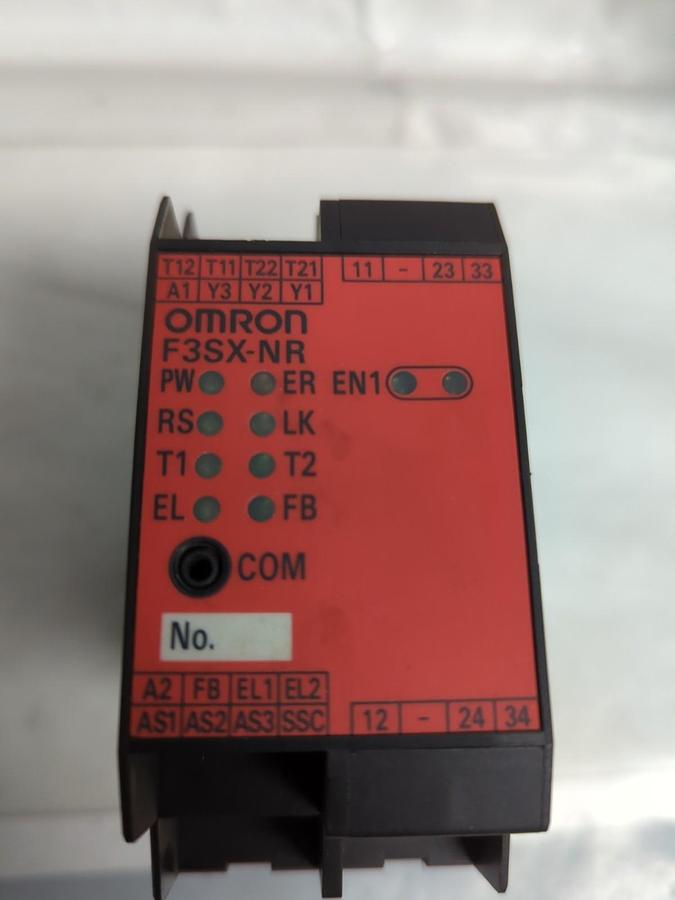 T12 T11 T22 T21 11 - 23 33
A1 Y3 Y2 Y1
OMRON
F3SX-NR
PW ER EN1
RS LK
T1 T2
EL FB
COM
No.
A2 FB EL1 EL2
AS1 AS2 AS3 SSC 12 - 24 34